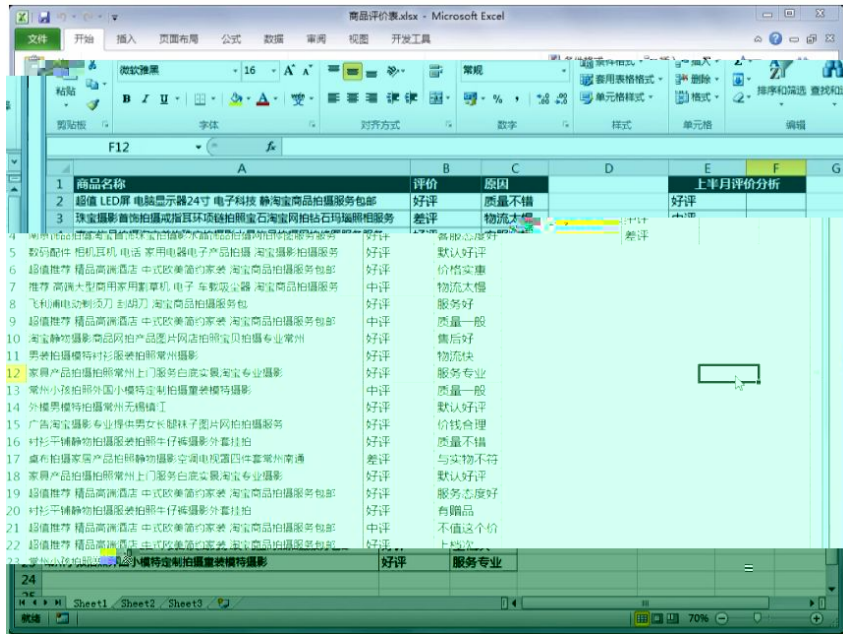 商品评价表.xlsx - Microsoft Excel
文件 开始 插入 页面布局 公式 数据 审阅 视图 开发工具
微软雅黑 16 常规 条件格式 插入
粘贴 套用表格格式 删除 排序和筛选
B I U % 单元格样式 格式
剪贴板 字体 对齐方式 数字 样式 单元格 编辑
F12 fx
A B C D E F G
1 商品名称 评价 原因 上半月评价分析
2 超值 LED屏 电脑显示器24寸 电子科技 静淘宝商品拍摄服务包邮 好评 质量不错 好评
3 珠宝摄影首饰拍摄戒指耳环项链拍照宝石淘宝网拍钻石玛瑙照相服务 差评 物流太慢 中评
4 好评 客服态度好 差评
5 数码配件 相机耳机 电话 家用电器电子产品拍摄 淘宝摄影拍摄服务 好评 默认好评
6 超值推荐 精品高端酒店 中式欧美简约家装 淘宝商品拍摄服务包邮 好评 价格实惠
7 推荐 高端大型商用家用割草机 电子 车载吸尘器 淘宝商品拍摄服务 中评 物流太慢
8 飞利浦电动剃须刀 刮胡刀 淘宝商品拍摄服务包 好评 服务好
9 超值推荐 精品高端酒店 中式欧美简约家装 淘宝商品拍摄服务包邮 中评 质量一般
10 淘宝静物摄影商品网拍产品图片网店拍照宝贝拍摄专业常州 好评 售后好
11 男装拍摄模特衬衫服装拍照常州摄影 好评 物流快
12 家具产品拍摄拍照常州上门服务白底实景淘宝专业摄影 好评 服务专业
13 常州小孩拍照外国小模特定制拍摄童装模特摄影 中评 质量一般
14 外模男模特拍摄常州无锡镇江 好评 默认好评
15 广告淘宝摄影专业提供男女长腿袜子图片网拍拍摄服务 好评 价钱合理
16 衬衫平铺静物拍摄服装拍照牛仔裤摄影外套挂拍 好评 质量不错
17 桌布拍摄家居产品拍照静物摄影空调电视罩四件套常州南通 差评 与实物不符
18 家具产品拍摄拍照常州上门服务白底实景淘宝专业摄影 好评 默认好评
19 超值推荐 精品高端酒店 中式欧美简约家装 淘宝商品拍摄服务包邮 好评 服务态度好
20 衬衫平铺静物拍摄服装拍照牛仔裤摄影外套挂拍 好评 有赠品
21 超值推荐 精品高端酒店 中式欧美简约家装 淘宝商品拍摄服务包邮 中评 不值这个价
22 超值推荐 精品高端酒店 中式欧美简约家装 淘宝商品拍摄服务包邮 好评 上档次
23 小模特定制拍摄童装模特摄影 好评 服务专业
24
Sheet1 Sheet2 Sheet3
就绪 70%